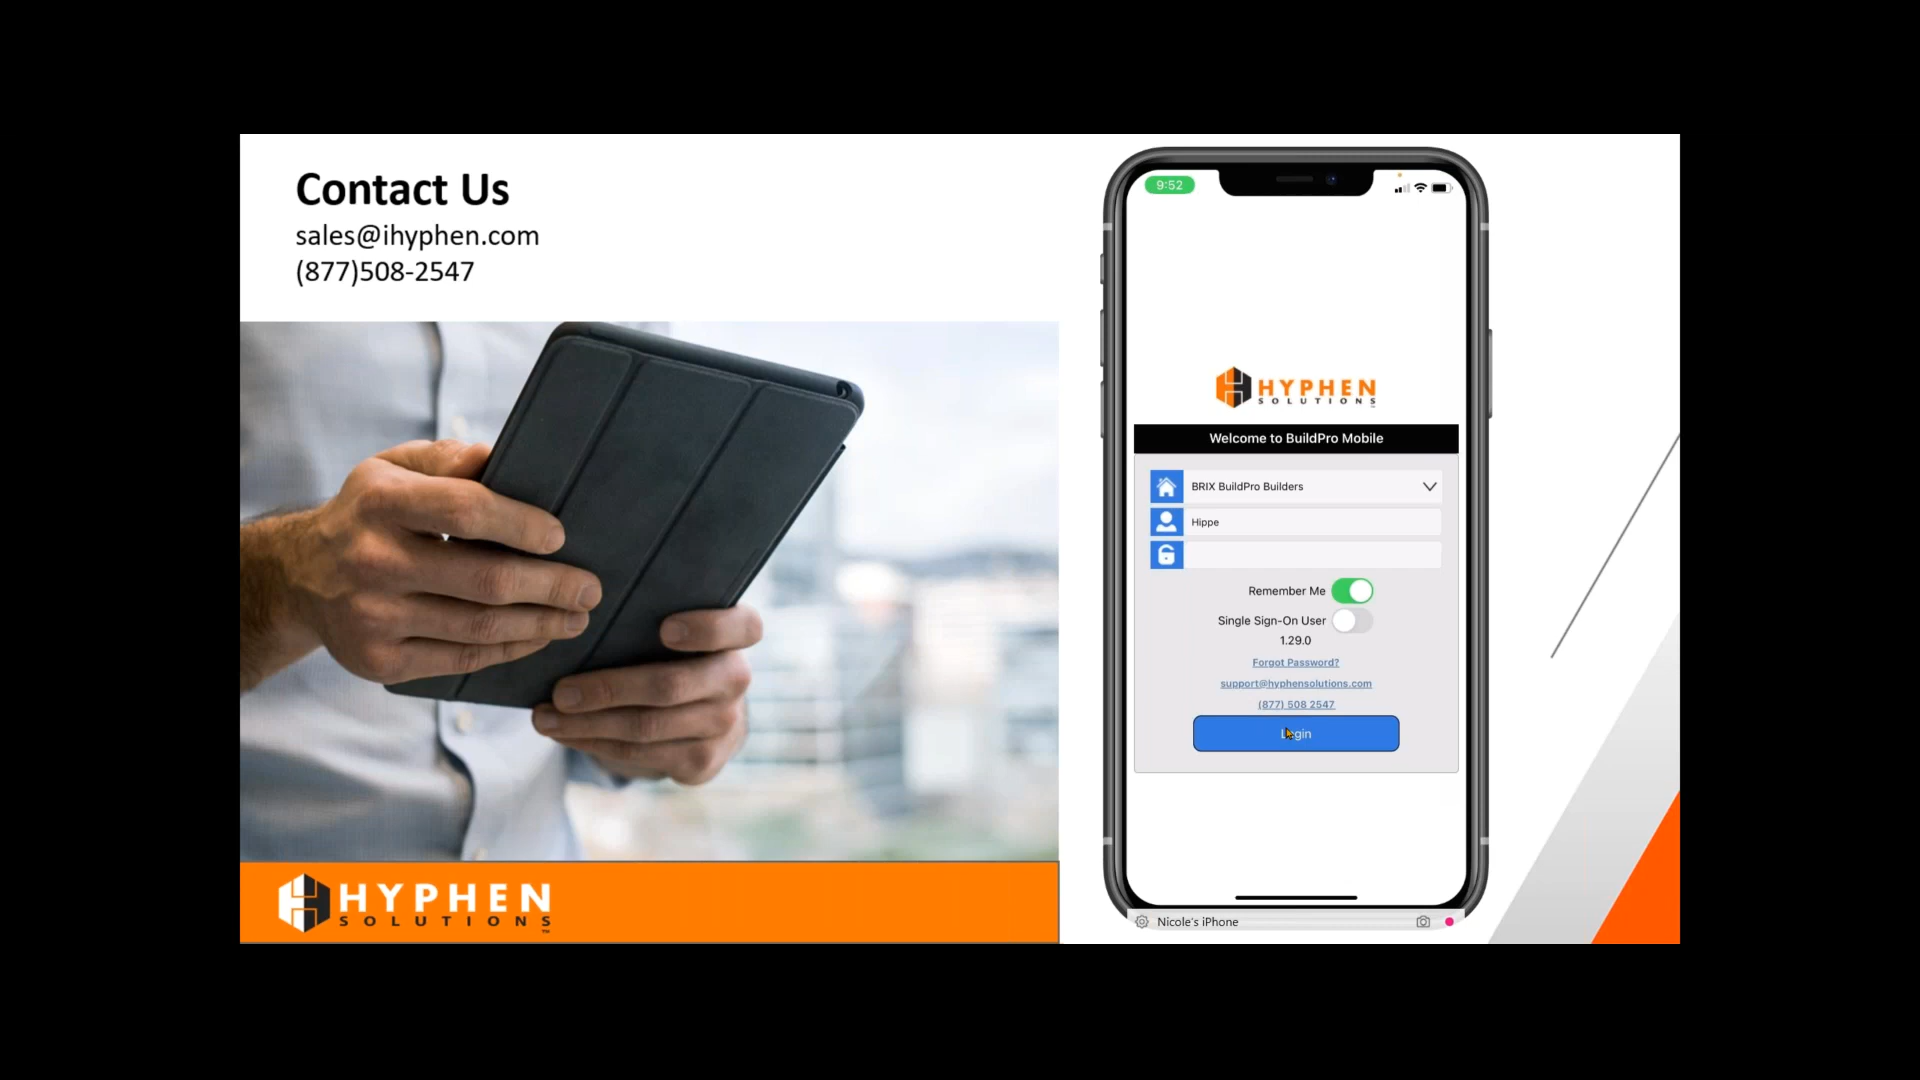 Contact Us
sales@ihyphen.com
(877)508-2547
HYPHEN
SOLUTIONS
9:52
HYPHEN
SOLUTIONS
Welcome to BuildPro Mobile
BRIX BuildPro Builders
Hippe
Remember Me
Single Sign-On User
1.29.0
Forgot Password?
support@hyphensolutions.com
(877) 508 2547
Login
Nicole's iPhone